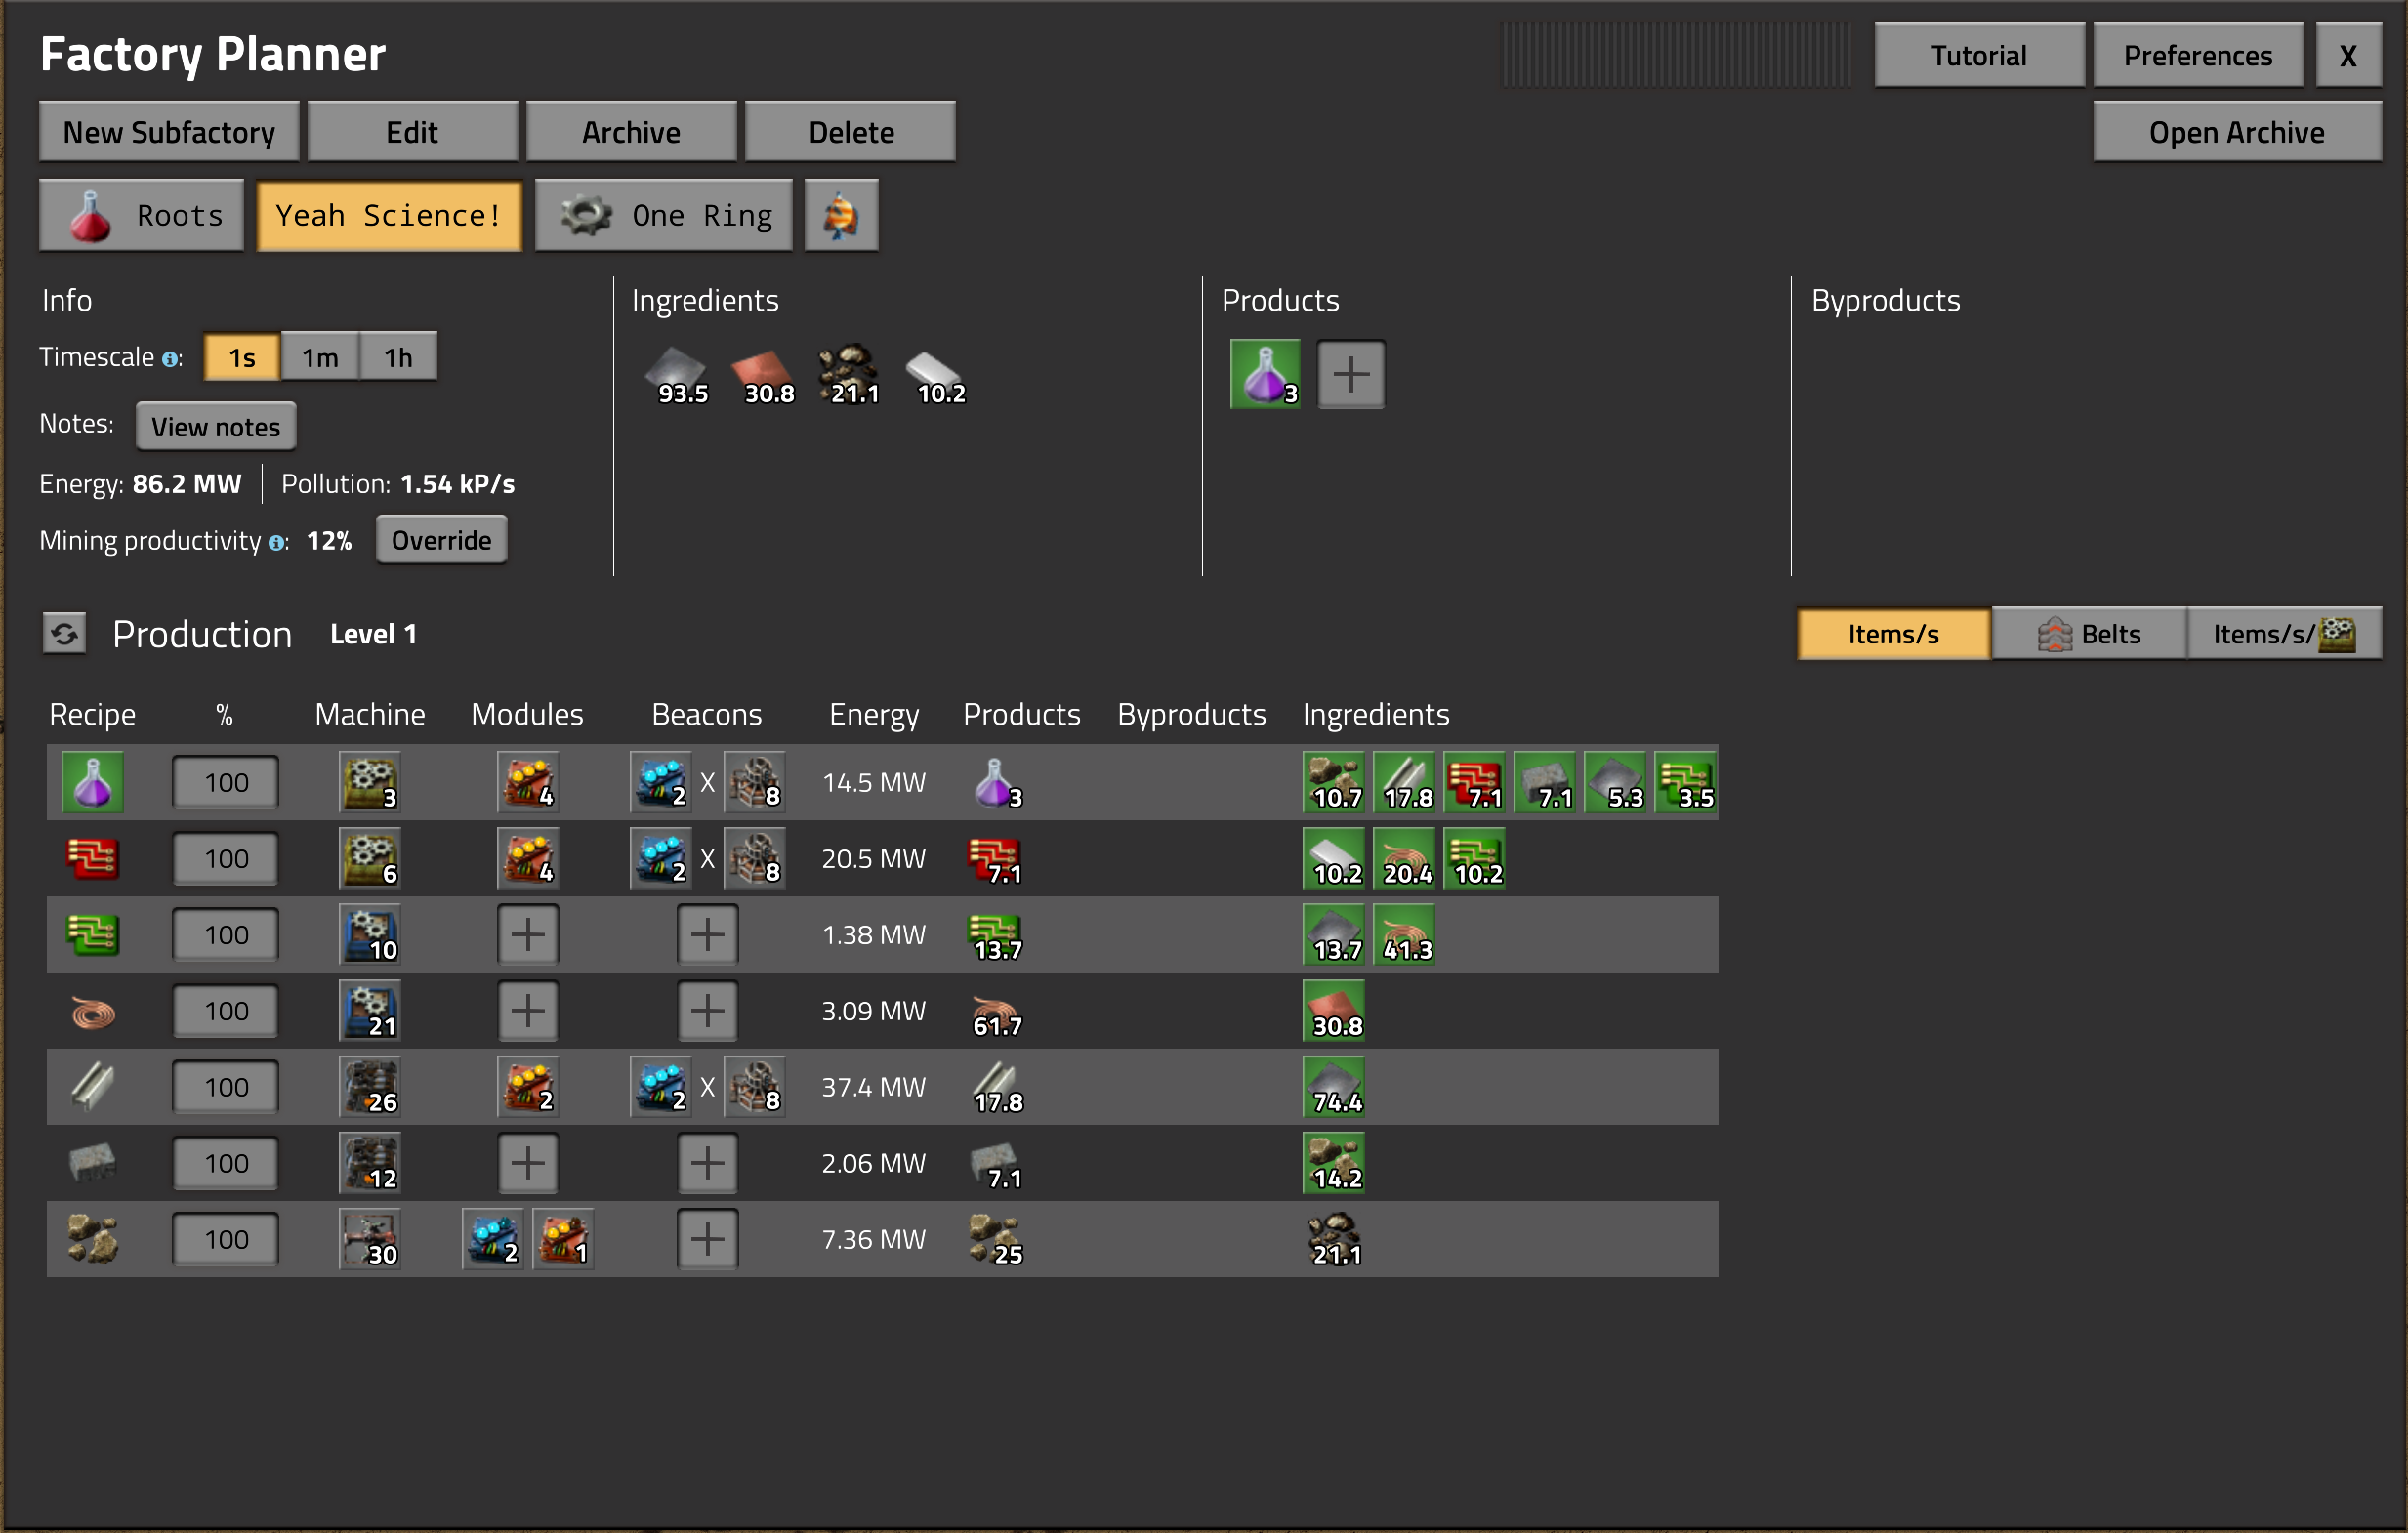 Factory Planner
Tutorial
Preferences
X
New Subfactory
Edit
Archive
Delete
Open Archive
Roots
Yeah Science!
One Ring
Info
Ingredients
Products
Byproducts
Timescale : 1s 1m 1h
93.5 30.8 21.1 10.2
3
Notes: View notes
Energy: 86.2 MW Pollution: 1.54 kP/s
Mining productivity : 12% Override
Production Level 1
Items/s Belts Items/s/
Recipe % Machine Modules Beacons Energy Products Byproducts Ingredients
100 3 4 2 X 8 14.5 MW 3 10.7 17.8 7.1 7.1 5.3 3.5
100 6 4 2 X 8 20.5 MW 7.1 10.2 20.4 10.2
100 10 1.38 MW 13.7 13.7 41.3
100 21 3.09 MW 61.7 30.8
100 26 2 2 X 8 37.4 MW 17.8 74.4
100 12 2.06 MW 7.1 14.2
100 30 2 1 7.36 MW 25 21.1